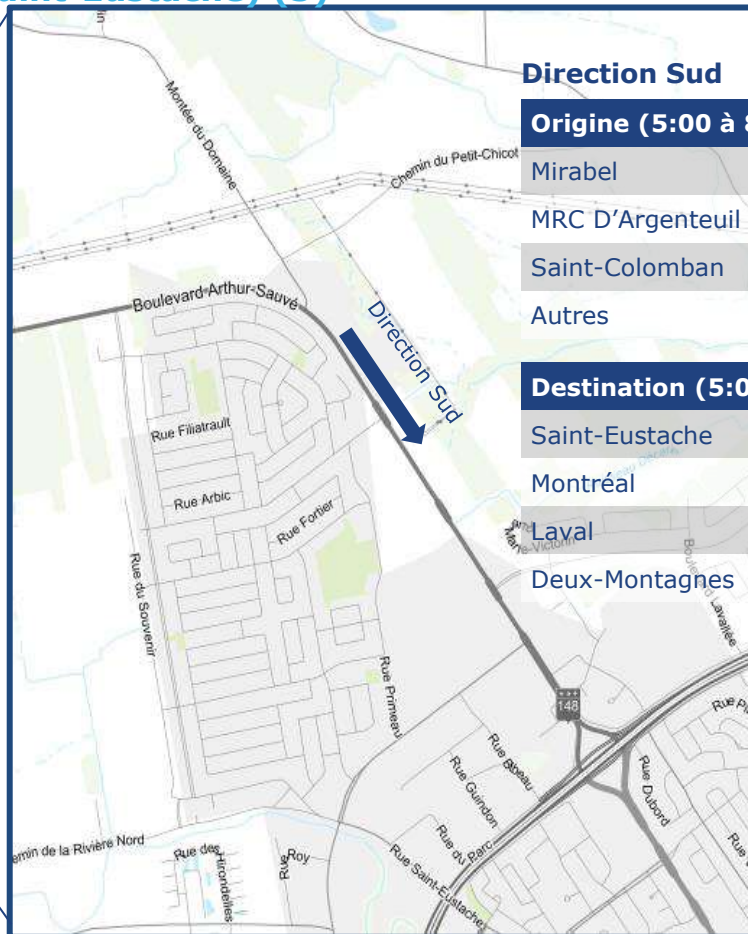 Direction Sud
Origine (5:00 à
Mirabel
MRC D'Argenteuil
Saint-Colomban
Autres
Destination (5:0
Saint-Eustache
Montréal
Laval
Deux-Montagnes
Montée du Domaine
Chemin du Petit-Chicot
Boulevard Arthur-Sauvé
Direction Sud
Rue Filiatrault
Rue Arbic
Rue Fortier
Rue du Souvenir
Rue Primeau
Marie-Victorin
Boulevard Lavallée
148
Rue Guindon
Rue du Parc
Rue Dubord
Rue Saint-Eustache
Rivière Nord
Rue des Hirondelles
Rue Roy